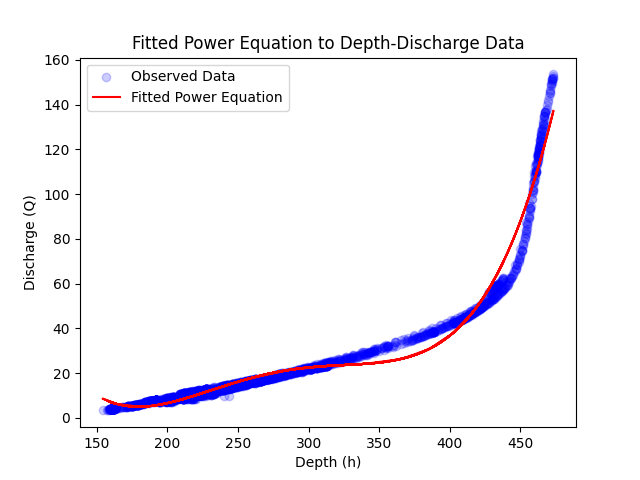 Fitted Power Equation to Depth-Discharge Data
Observed Data
Fitted Power Equation
160
140
120
100
80
60
40
20
0
Discharge (Q)
150 200 250 300 350 400 450
Depth (h)